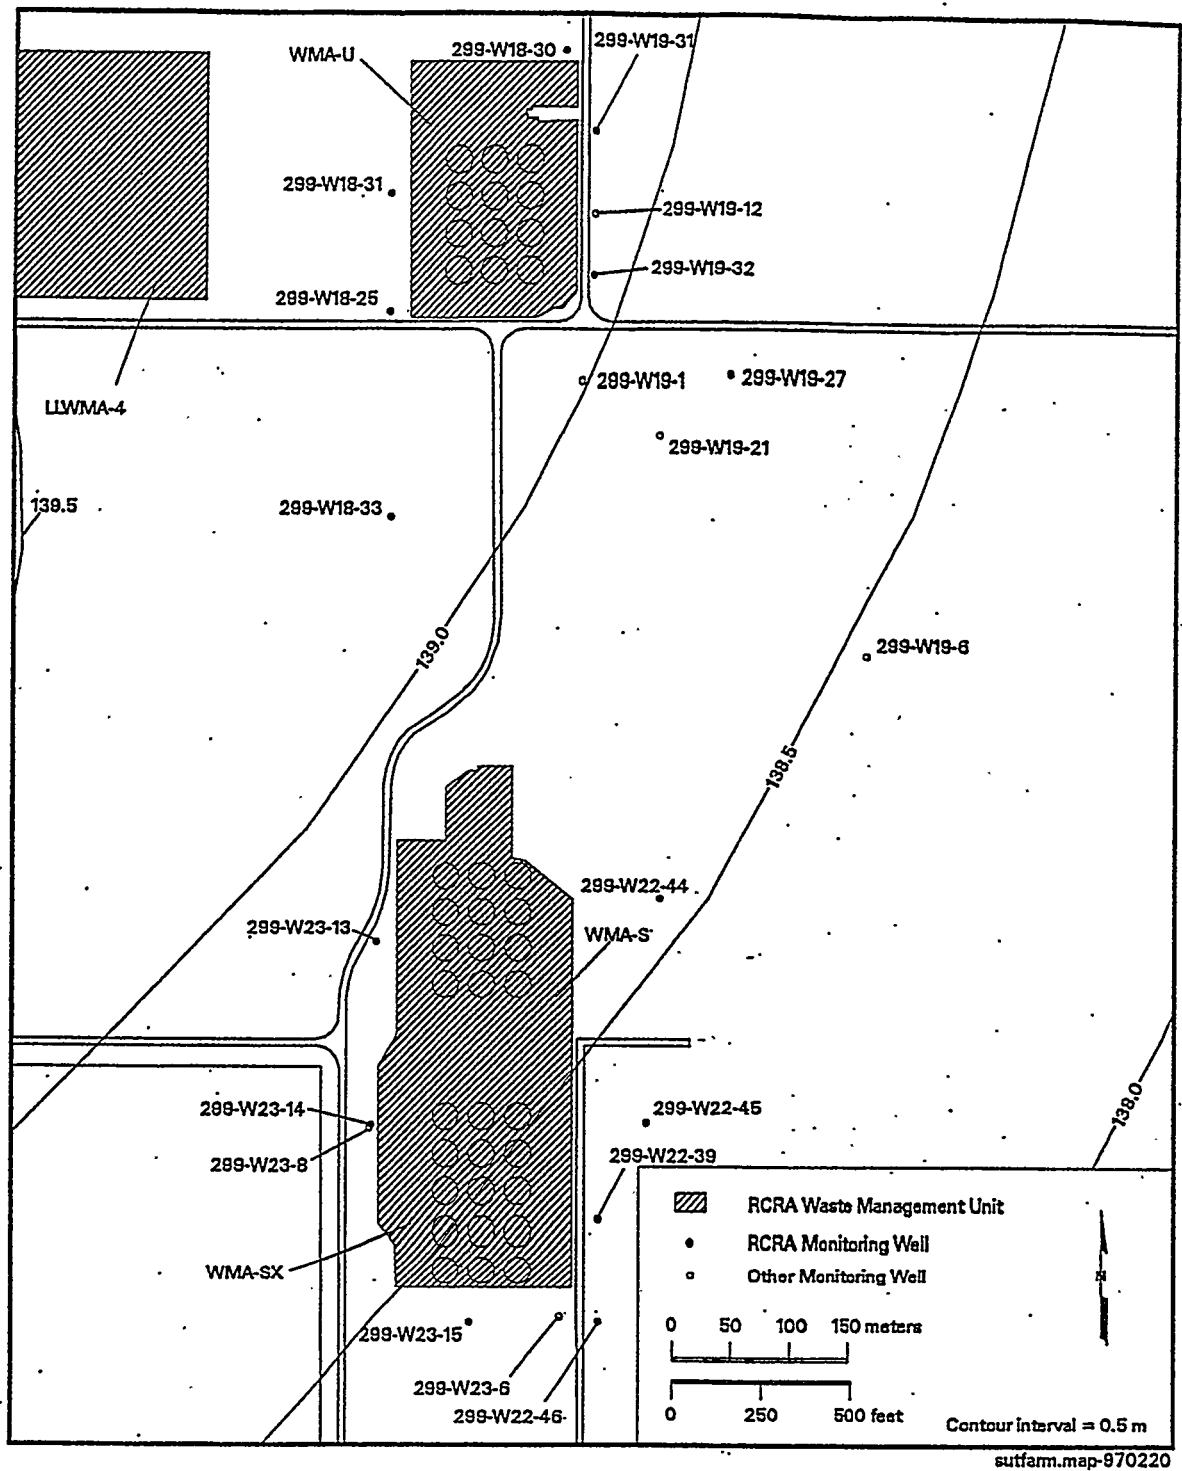 WMA-U
299-W18-30
299-W19-31
299-W18-31
299-W19-12
299-W19-32
299-W18-25
LLWMA-4
299-W19-1
299-W19-27
299-W19-21
139.5
299-W18-33
139.0
299-W19-6
138.5
299-W22-44
299-W23-13
WMA-S
299-W23-14
299-W22-45
138.0
299-W23-8
299-W22-39
WMA-SX
299-W23-15
299-W23-6
299-W22-46
RCRA Waste Management Unit
RCRA Monitoring Well
Other Monitoring Well
N
0 50 100 150 meters
0 250 500 feet
Contour interval = 0.5 m
sutfarm.map-970220